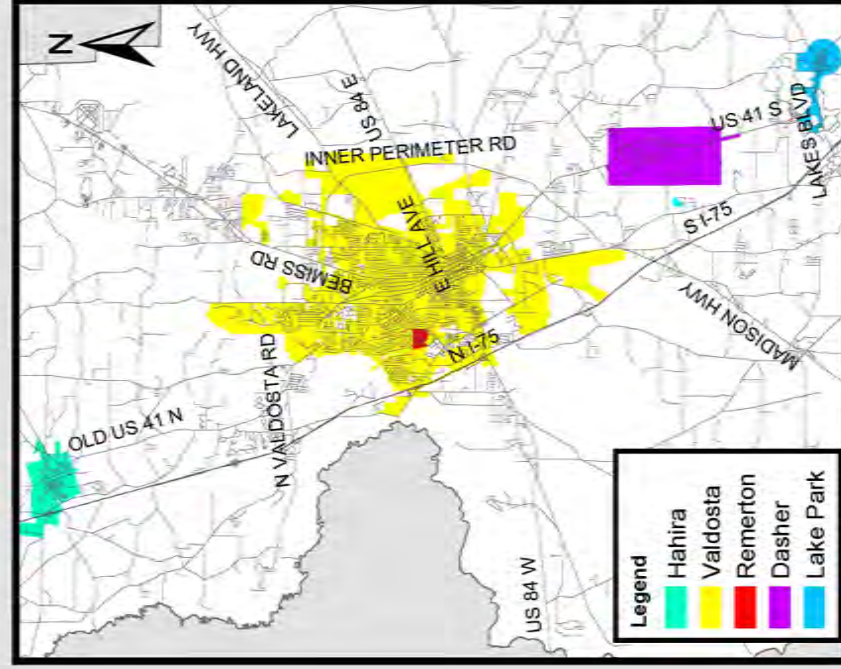 N
LAKELAND HWY
US 84 E
INNER PERIMETER RD
BEMISS RD
E HILL AVE
US 41 S
LAKES BLVD
S I-75
MADISON HWY
N I-75
N VALDOSTA RD
OLD US 41 N
US 84 W
Legend
Hahira
Valdosta
Remerton
Dasher
Lake Park